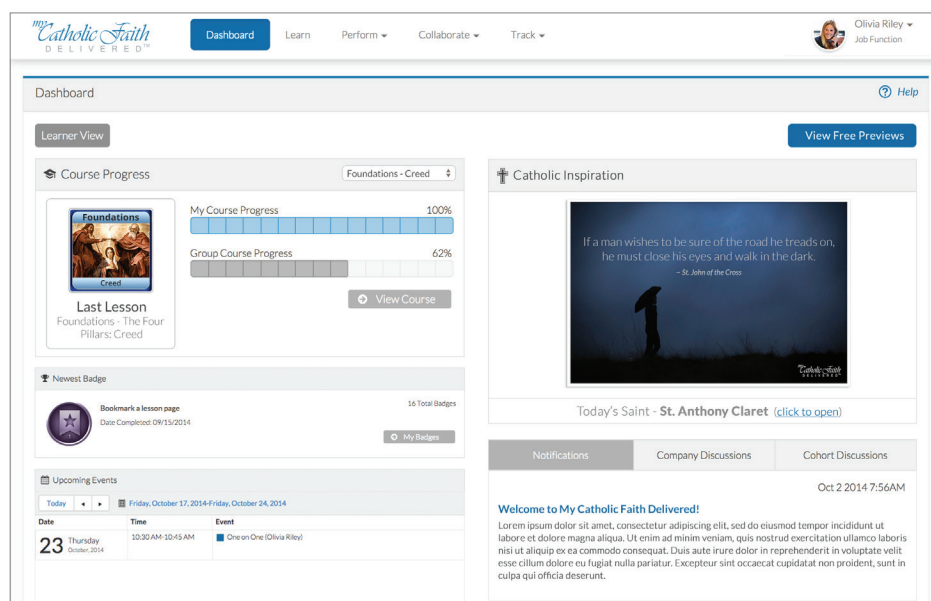 my Catholic Faith
DELIVERED™
Dashboard
Learn
Perform
Collaborate
Track
Olivia Riley
Job Function
Dashboard
Help
Learner View
View Free Previews
Course Progress
Foundations - Creed
Foundations
Creed
Last Lesson
Foundations - The Four
Pillars: Creed
My Course Progress 100%
Group Course Progress 62%
View Course
Newest Badge
Bookmark a lesson page
Date Completed: 09/15/2014
16 Total Badges
My Badges
Upcoming Events
Today
Friday, October 17, 2014-Friday, October 24, 2014
Date Time Event
23 Thursday
October, 2014
10:30 AM-10:45 AM
One on One (Olivia Riley)
Catholic Inspiration
If a man wishes to be sure of the road he treads on,
he must close his eyes and walk in the dark.
– St. John of the Cross
my Catholic Faith
DELIVERED
Today's Saint - St. Anthony Claret (click to open)
Notifications
Company Discussions
Cohort Discussions
Oct 2 2014 7:56AM
Welcome to My Catholic Faith Delivered!
Lorem ipsum dolor sit amet, consectetur adipiscing elit, sed do eiusmod tempor incididunt ut
labore et dolore magna aliqua. Ut enim ad minim veniam, quis nostrud exercitation ullamco laboris
nisi ut aliquip ex ea commodo consequat. Duis aute irure dolor in reprehenderit in voluptate velit
esse cillum dolore eu fugiat nulla pariatur. Excepteur sint occaecat cupidatat non proident, sunt in
culpa qui officia deserunt.